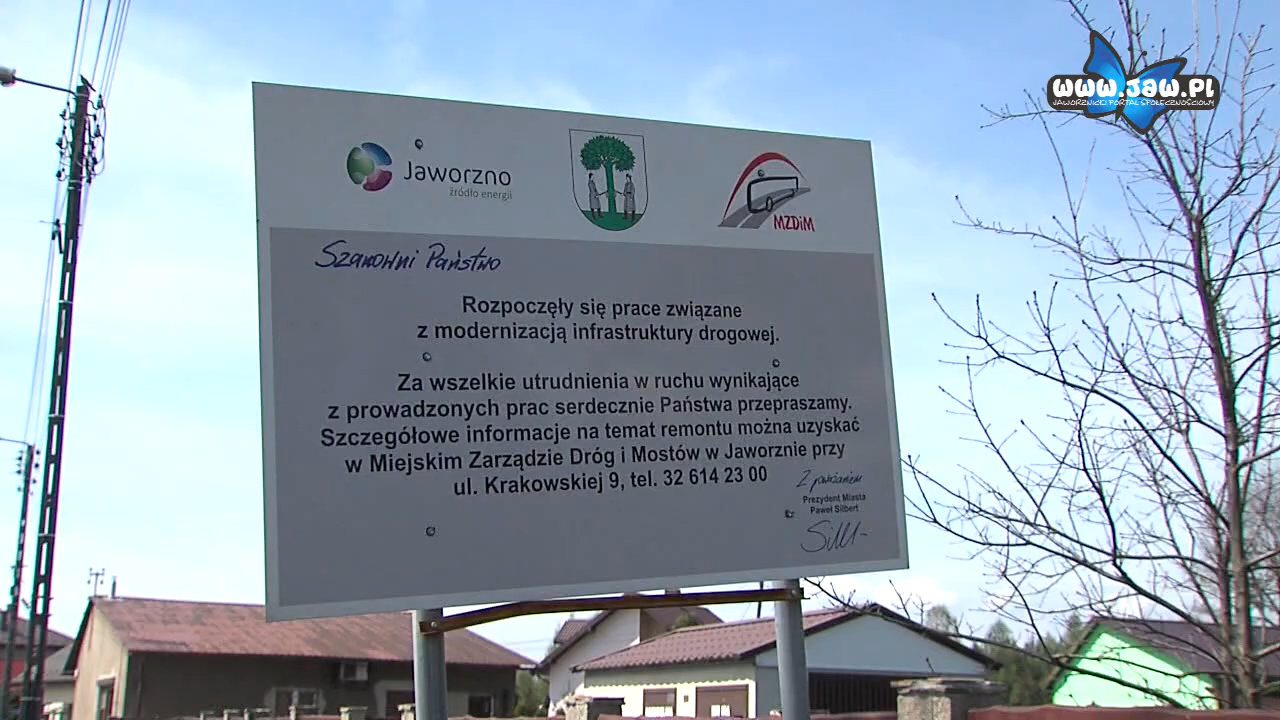 www.jaw.pl
JAWORZNICKI PORTAL SPOŁECZNOŚCIOWY
Jaworzno
źródło energii
MZDiM
Szanowni Państwo
Rozpoczęły się prace związane
z modernizacją infrastruktury drogowej.
Za wszelkie utrudnienia w ruchu wynikające
z prowadzonych prac serdecznie Państwa przepraszamy.
Szczegółowe informacje na temat remontu można uzyskać
w Miejskim Zarządzie Dróg i Mostów w Jaworznie przy
ul. Krakowskiej 9, tel. 32 614 23 00
Z poważaniem
Prezydent Miasta
Paweł Silbert